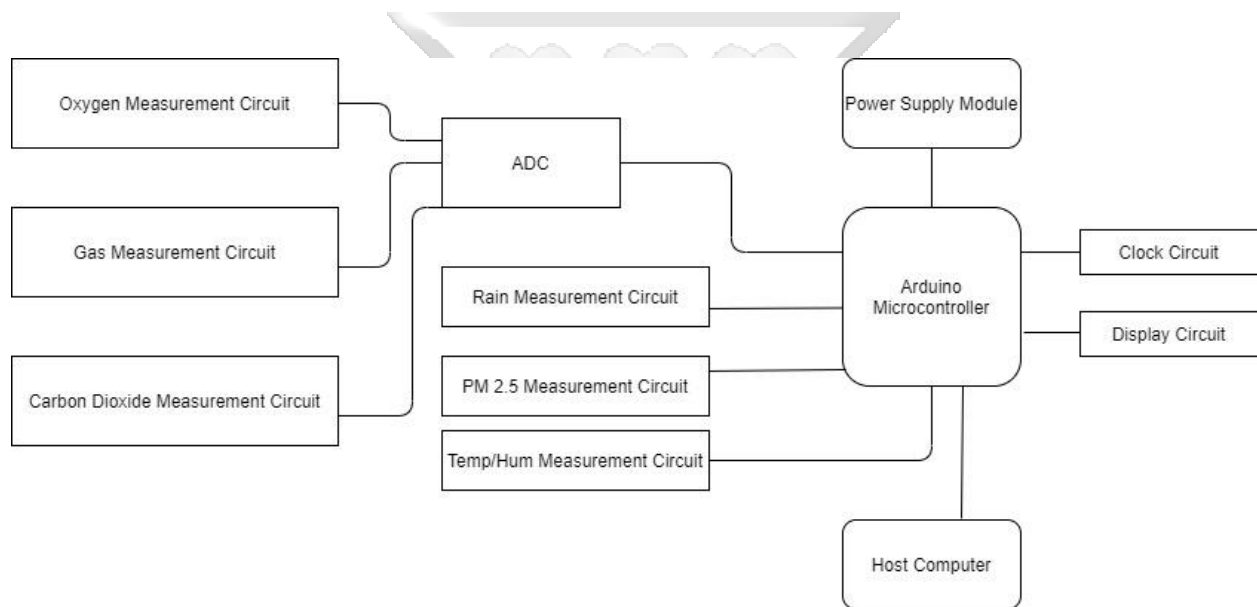 Oxygen Measurement Circuit
Power Supply Module
ADC
Gas Measurement Circuit
Clock Circuit
Rain Measurement Circuit
Arduino
Microcontroller
Display Circuit
PM 2.5 Measurement Circuit
Carbon Dioxide Measurement Circuit
Temp/Hum Measurement Circuit
Host Computer